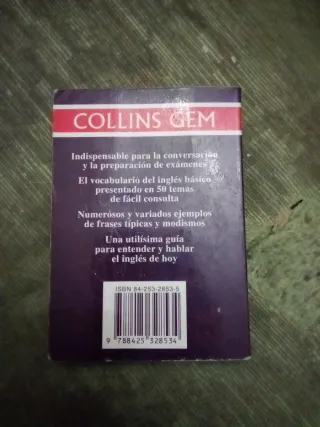 COLLINS GEM
Indispensable para la conversación
y la preparación de exámenes
El vocabulario del inglés básico
presentado en 50 temas
de fácil consulta
Numerósos y variados ejemplos
de frases típicas y modismos
Una utilísima guía
para entender y hablar
el inglés de hoy
ISBN 84-253-2853-5
9 788425 328534